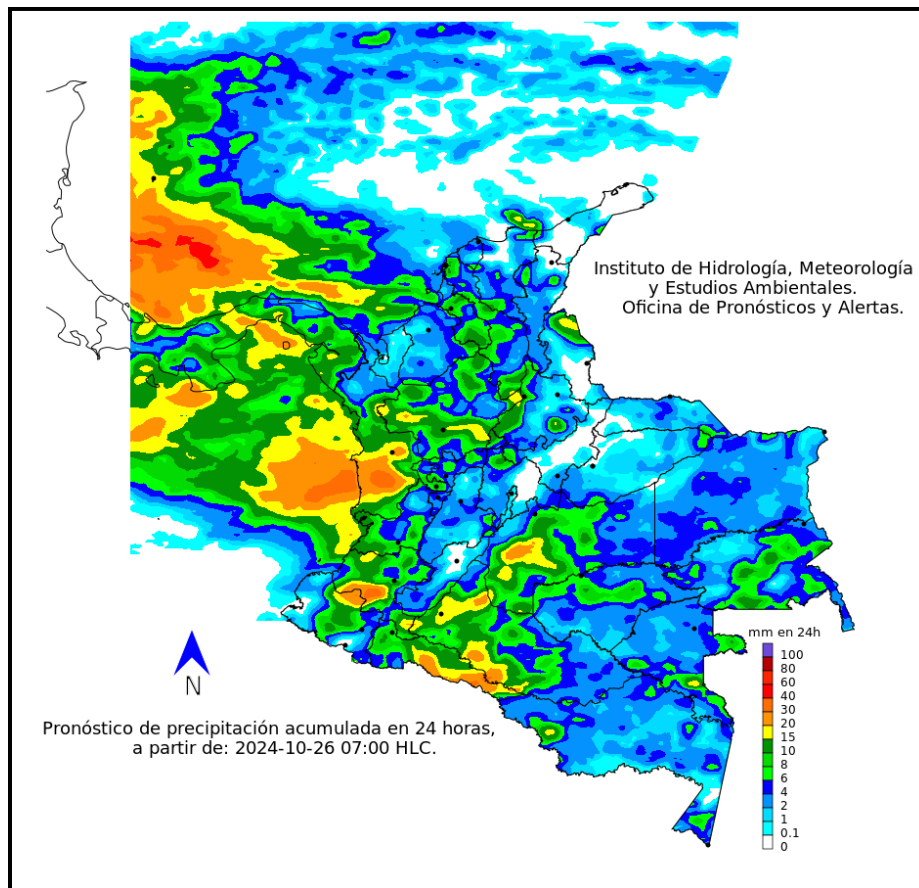 Instituto de Hidrología, Meteorología
y Estudios Ambientales.
Oficina de Pronósticos y Alertas.
mm en 24h
100
80
60
40
30
20
15
10
8
6
4
2
1
0.1
0
N
Pronóstico de precipitación acumulada en 24 horas,
a partir de: 2024-10-26 07:00 HLC.